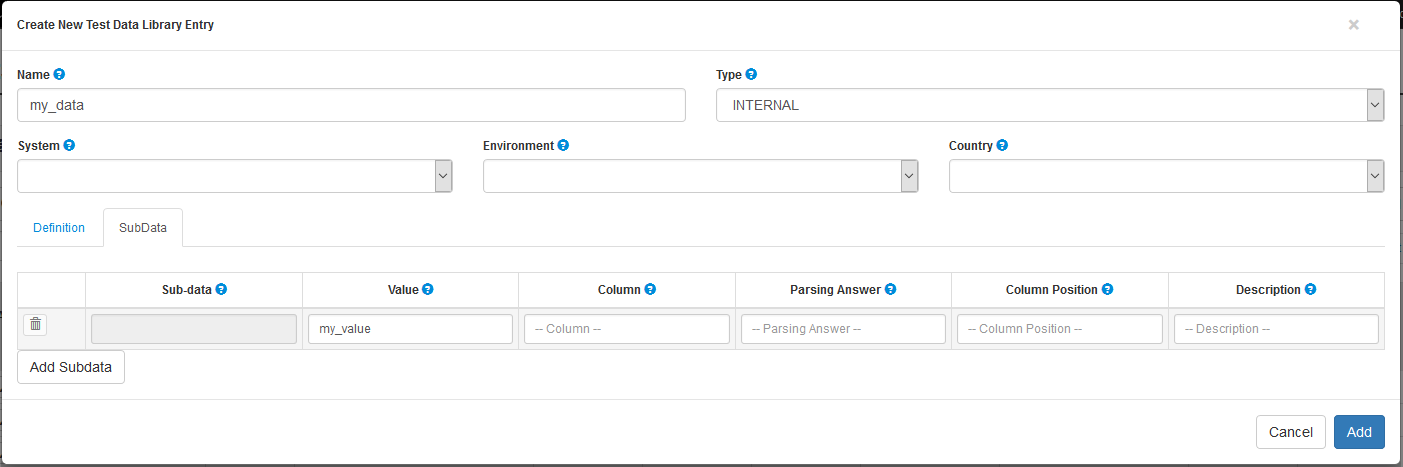 Create New Test Data Library Entry ×
Name ? Type ?
my_data INTERNAL
System ? Environment ? Country ?
Definition SubData
Sub-data ? Value ? Column ? Parsing Answer ? Column Position ? Description ?
my_value -- Column -- -- Parsing Answer -- -- Column Position -- -- Description --
Add Subdata
Cancel Add